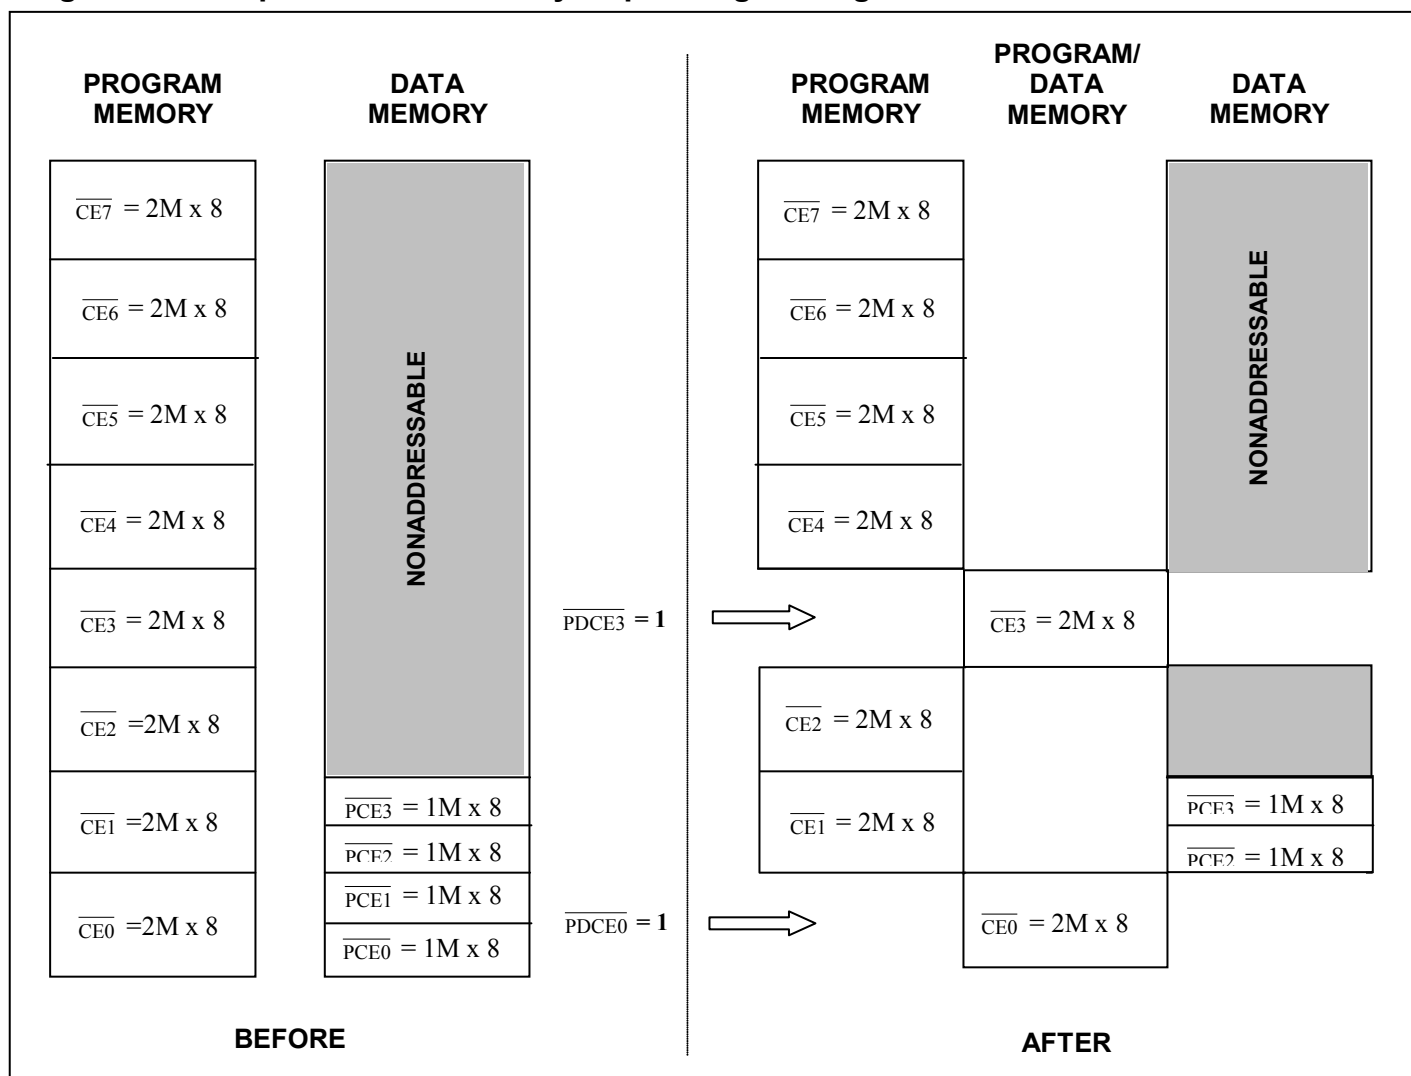 PROGRAM
MEMORY
DATA
MEMORY
CE7 = 2M x 8
CE6 = 2M x 8
CE5 = 2M x 8
CE4 = 2M x 8
CE3 = 2M x 8
CE2 =2M x 8
CE1 =2M x 8
CE0 =2M x 8
NONADDRESSABLE
PCE3 = 1M x 8
PCE2 = 1M x 8
PCE1 = 1M x 8
PCE0 = 1M x 8
BEFORE
PDCE3 = 1
PDCE0 = 1
PROGRAM
MEMORY
PROGRAM/
DATA
MEMORY
DATA
MEMORY
CE7 = 2M x 8
CE6 = 2M x 8
CE5 = 2M x 8
CE4 = 2M x 8
CE2 = 2M x 8
CE1 = 2M x 8
CE3 = 2M x 8
CE0 = 2M x 8
NONADDRESSABLE
PCE3 = 1M x 8
PCE2 = 1M x 8
AFTER